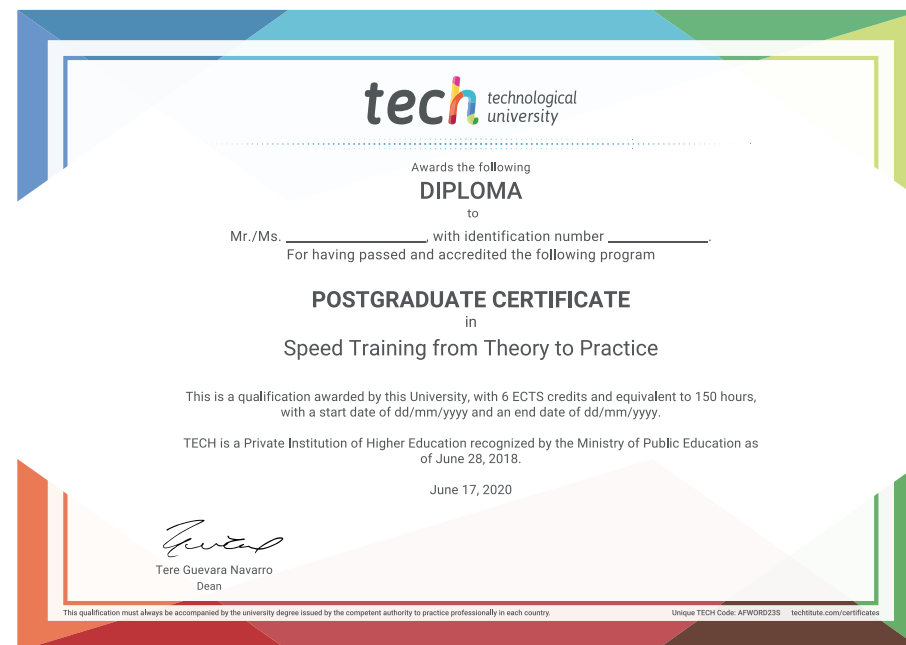 tech technological
university
Awards the following
DIPLOMA
to
Mr./Ms. ____________________, with identification number ______________.
For having passed and accredited the following program
POSTGRADUATE CERTIFICATE
in
Speed Training from Theory to Practice
This is a qualification awarded by this University, with 6 ECTS credits and equivalent to 150 hours,
with a start date of dd/mm/yyyy and an end date of dd/mm/yyyy.
TECH is a Private Institution of Higher Education recognized by the Ministry of Public Education as
of June 28, 2018.
June 17, 2020
Tere Guevara Navarro
Dean
This qualification must always be accompanied by the university degree issued by the competent authority to practice professionally in each country. Unique TECH Code: AFWORD23S techtitute.com/certificates